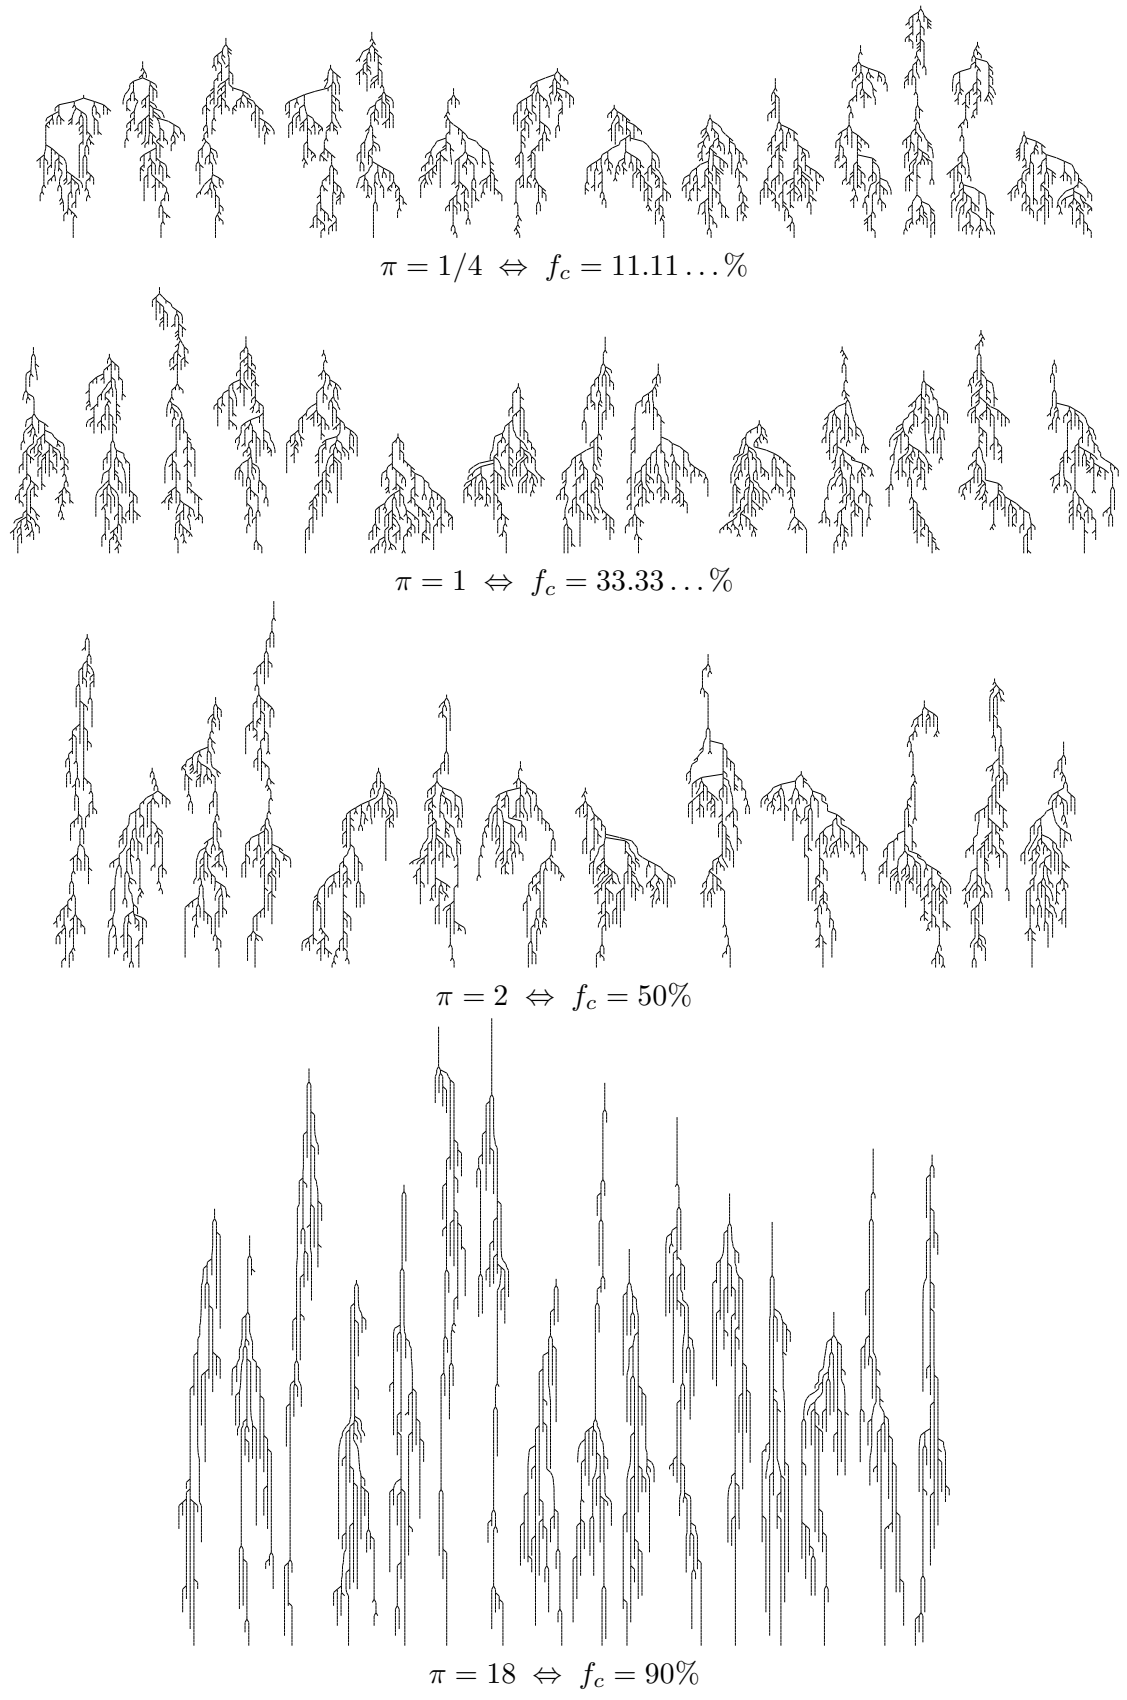 π = 1/4 ⇔ f_c = 11.11...%
π = 1 ⇔ f_c = 33.33...%
π = 2 ⇔ f_c = 50%
π = 18 ⇔ f_c = 90%